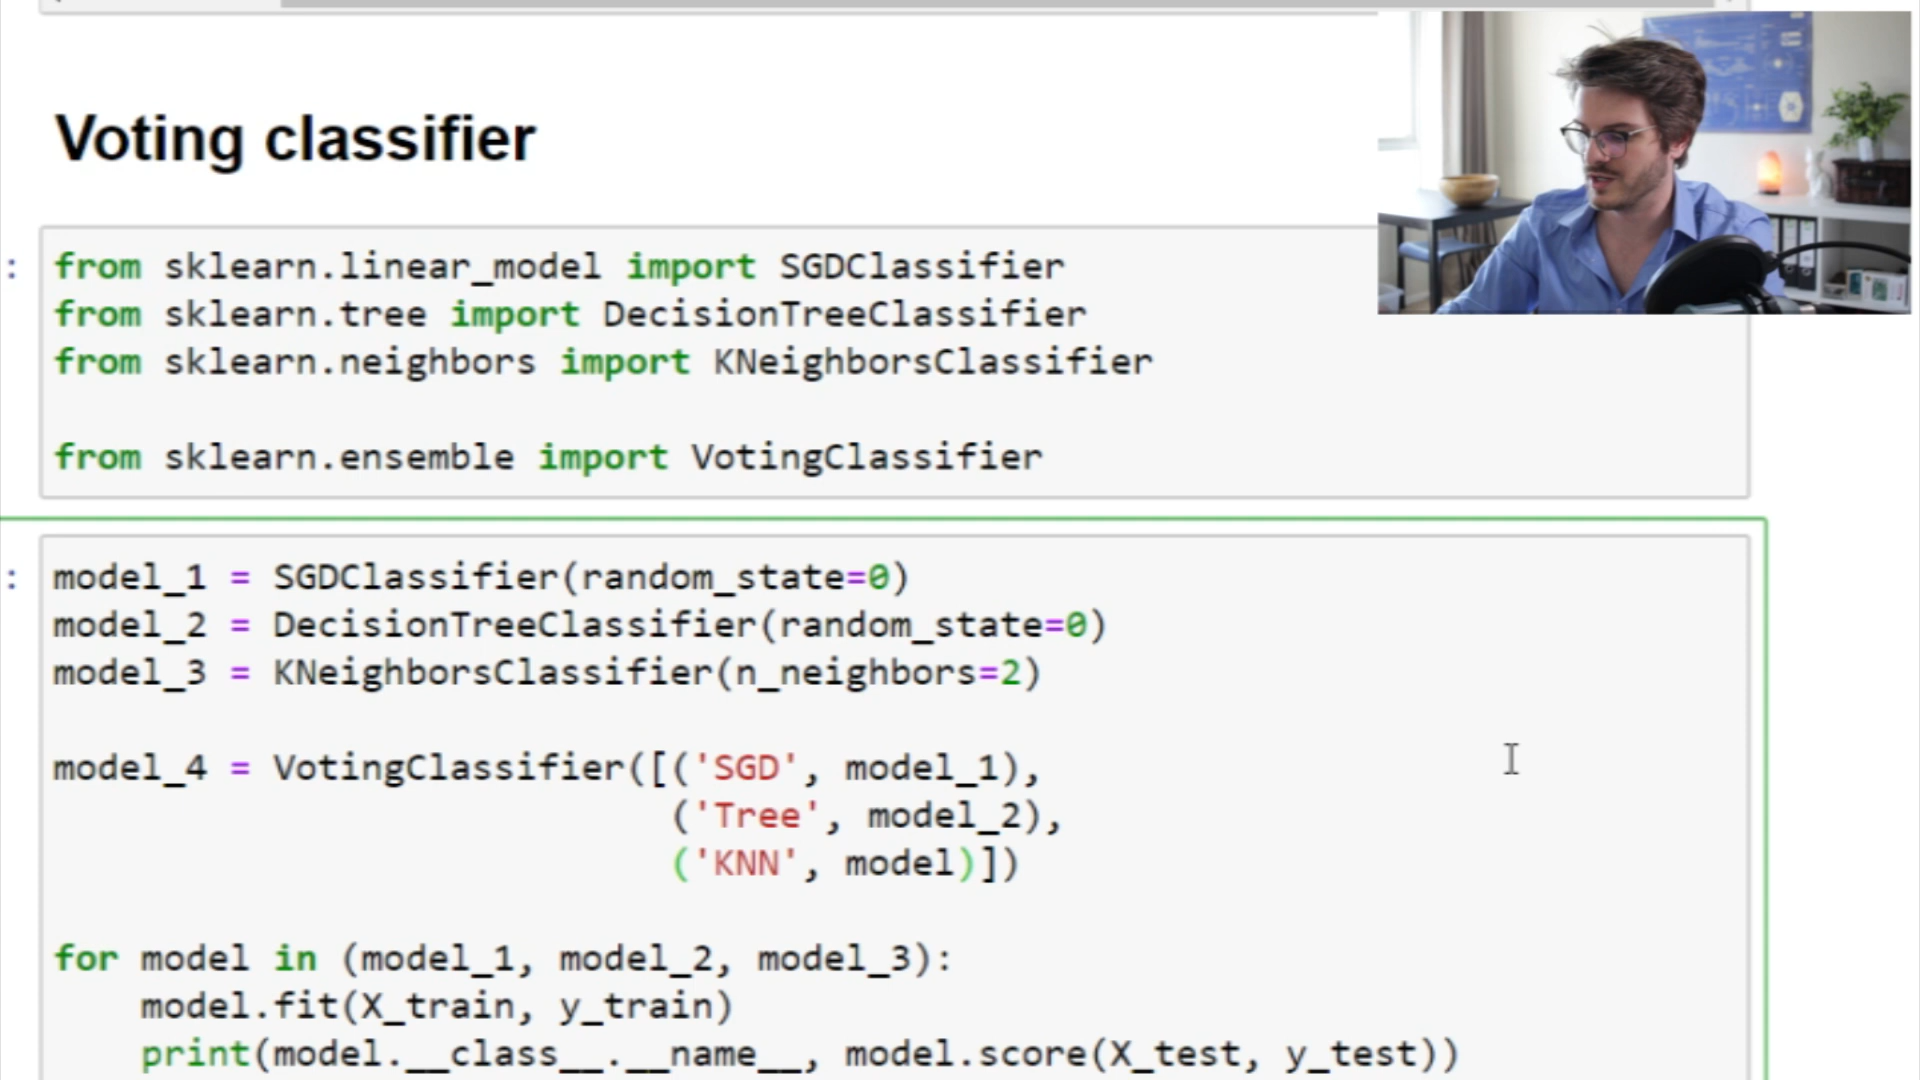 Voting classifier
: from sklearn.linear_model import SGDClassifier
from sklearn.tree import DecisionTreeClassifier
from sklearn.neighbors import KNeighborsClassifier
from sklearn.ensemble import VotingClassifier
: model_1 = SGDClassifier(random_state=0)
model_2 = DecisionTreeClassifier(random_state=0)
model_3 = KNeighborsClassifier(n_neighbors=2)
model_4 = VotingClassifier([('SGD', model_1),
('Tree', model_2),
('KNN', model)])
for model in (model_1, model_2, model_3):
model.fit(X_train, y_train)
print(model.__class__.__name__, model.score(X_test, y_test))